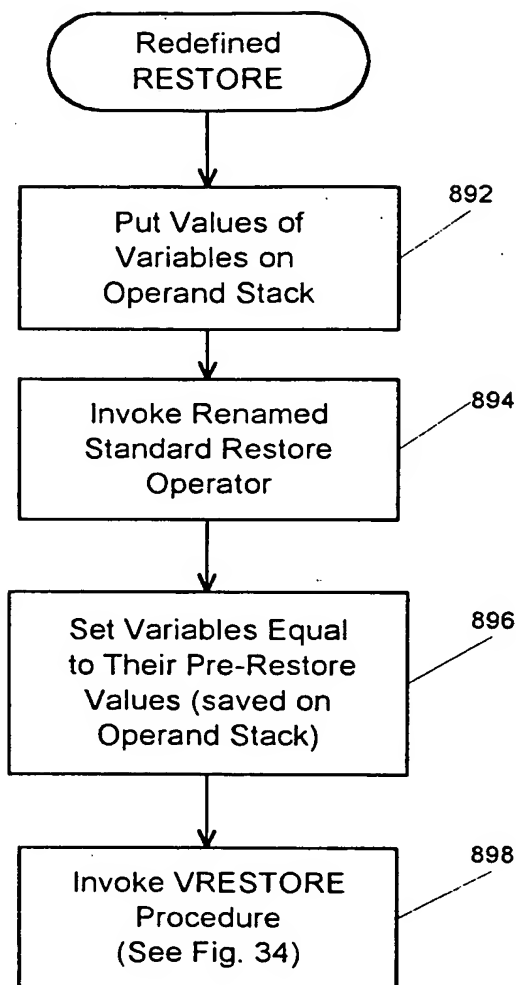 Redefined
RESTORE
892
Put Values of
Variables on
Operand Stack
894
Invoke Renamed
Standard Restore
Operator
896
Set Variables Equal
to Their Pre-Restore
Values (saved on
Operand Stack)
898
Invoke VRESTORE
Procedure
(See Fig. 34)